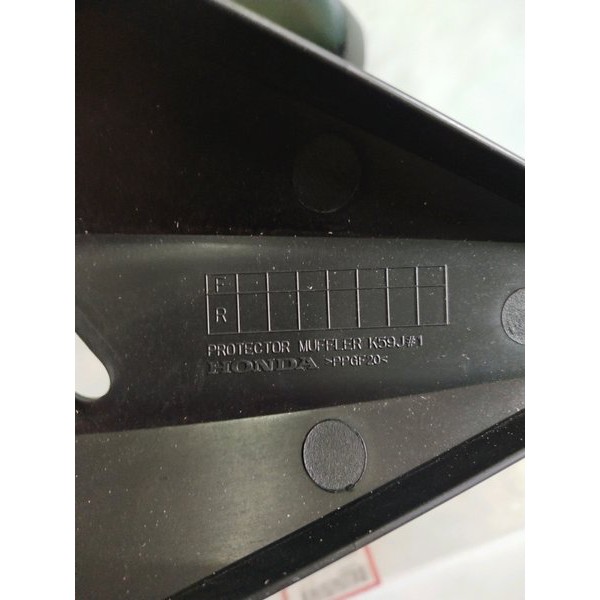 F
R
PROTECTOR MUFFLER K59J#1
HONDA >PPGF20<